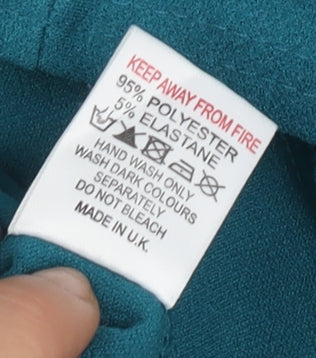 KEEP AWAY FROM FIRE
95% POLYESTER
5% ELASTANE
HAND WASH ONLY
WASH DARK COLOURS
SEPARATELY
DO NOT BLEACH
MADE IN U.K.